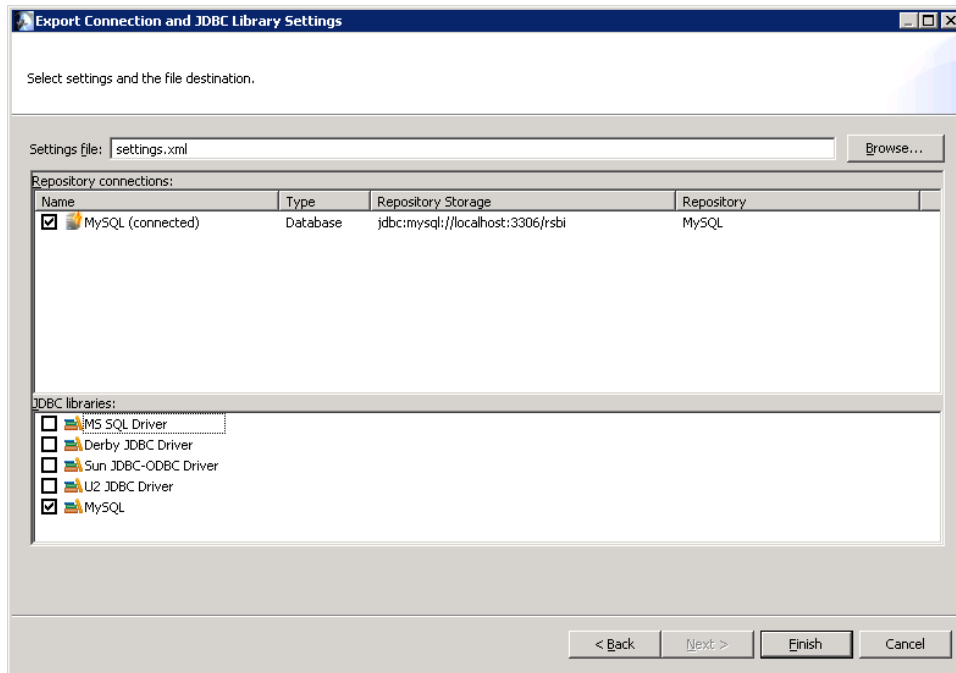 Export Connection and JDBC Library Settings
Select settings and the file destination.
Settings file: settings.xml Browse...
Repository connections:
Name Type Repository Storage Repository
MySQL (connected) Database jdbc:mysql://localhost:3306/rsbi MySQL
JDBC libraries:
MS SQL Driver
Derby JDBC Driver
Sun JDBC-ODBC Driver
U2 JDBC Driver
MySQL
< Back Next > Finish Cancel